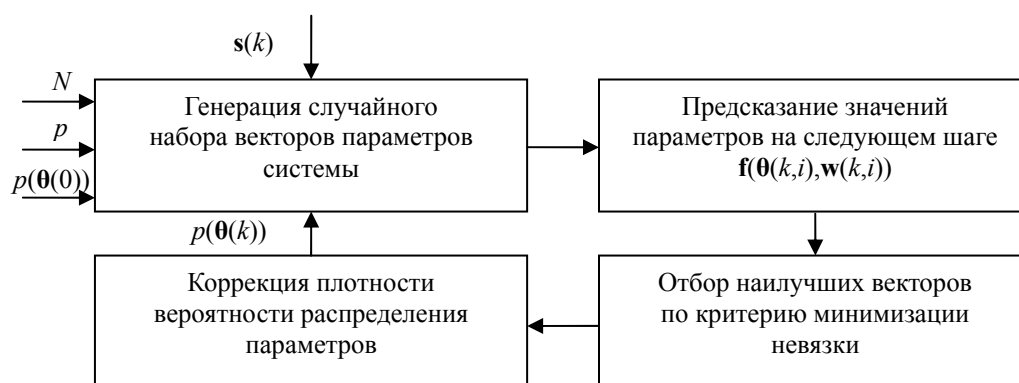 s(k)
N
p
p(θ(0))
Генерация случайного
набора векторов параметров
системы
Предсказание значений
параметров на следующем шаге
f(θ(k,i),w(k,i))
p(θ(k))
Коррекция плотности
вероятности распределения
параметров
Отбор наилучших векторов
по критерию минимизации
невязки